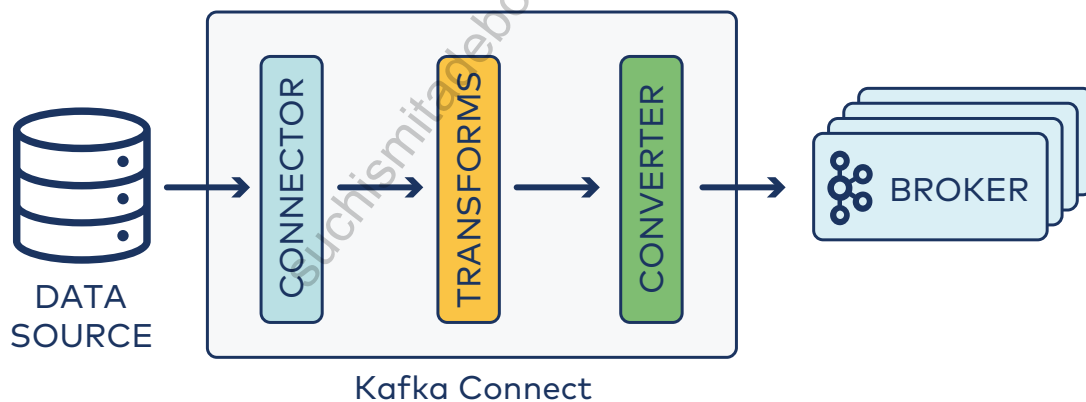 DATA
SOURCE
CONNECTOR
TRANSFORMS
CONVERTER
BROKER
Kafka Connect